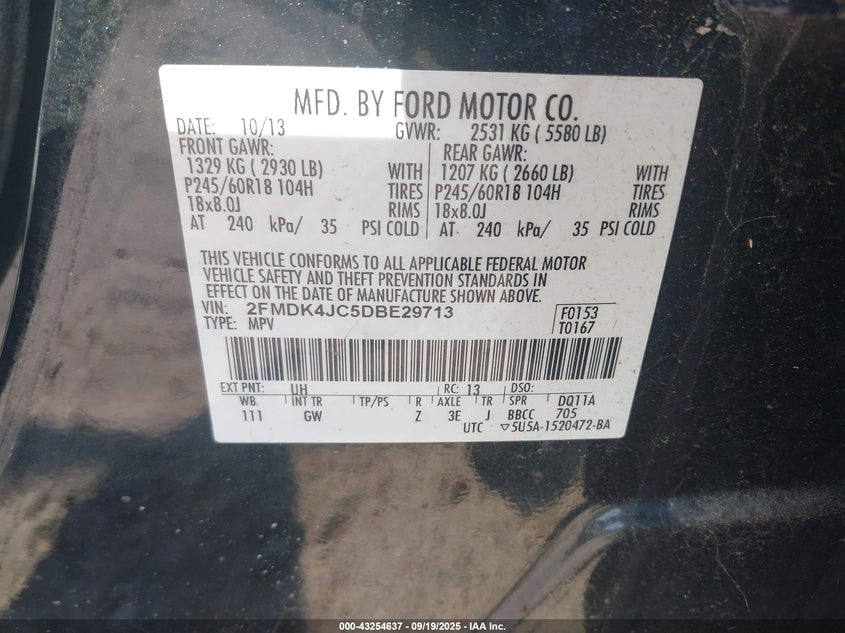 MFD. BY FORD MOTOR CO.
DATE: 10/13 GVWR: 2531 KG ( 5580 LB)
FRONT GAWR: REAR GAWR:
1329 KG ( 2930 LB) WITH 1207 KG ( 2660 LB) WITH
P245/60R18 104H TIRES P245/60R18 104H TIRES
18x8.0J RIMS 18x8.0J RIMS
AT 240 kPa/ 35 PSI COLD AT 240 kPa/ 35 PSI COLD
THIS VEHICLE CONFORMS TO ALL APPLICABLE FEDERAL MOTOR
VEHICLE SAFETY AND THEFT PREVENTION STANDARDS IN
EFFECT ON THE DATE OF MANUFACTURE SHOWN ABOVE.
VIN: 2FMDK4JC5DBE29713 F0153
TYPE: MPV T0167
EXT PNT: UH RC: 13 DSO:
WB INT TR TP/PS R AXLE TR SPR DQ11A
111 GW Z 3E J BBCC 705
UTC ▽5U5A-1520472-BA
000-43254637 - 09/19/2025 - IAA Inc.